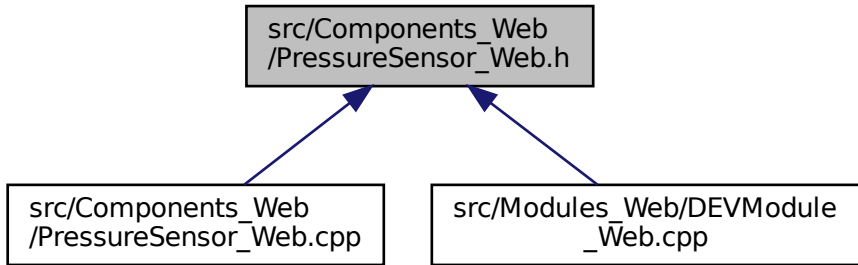 src/Components_Web
/PressureSensor_Web.h
src/Components_Web
/PressureSensor_Web.cpp
src/Modules_Web/DEVModule
_Web.cpp